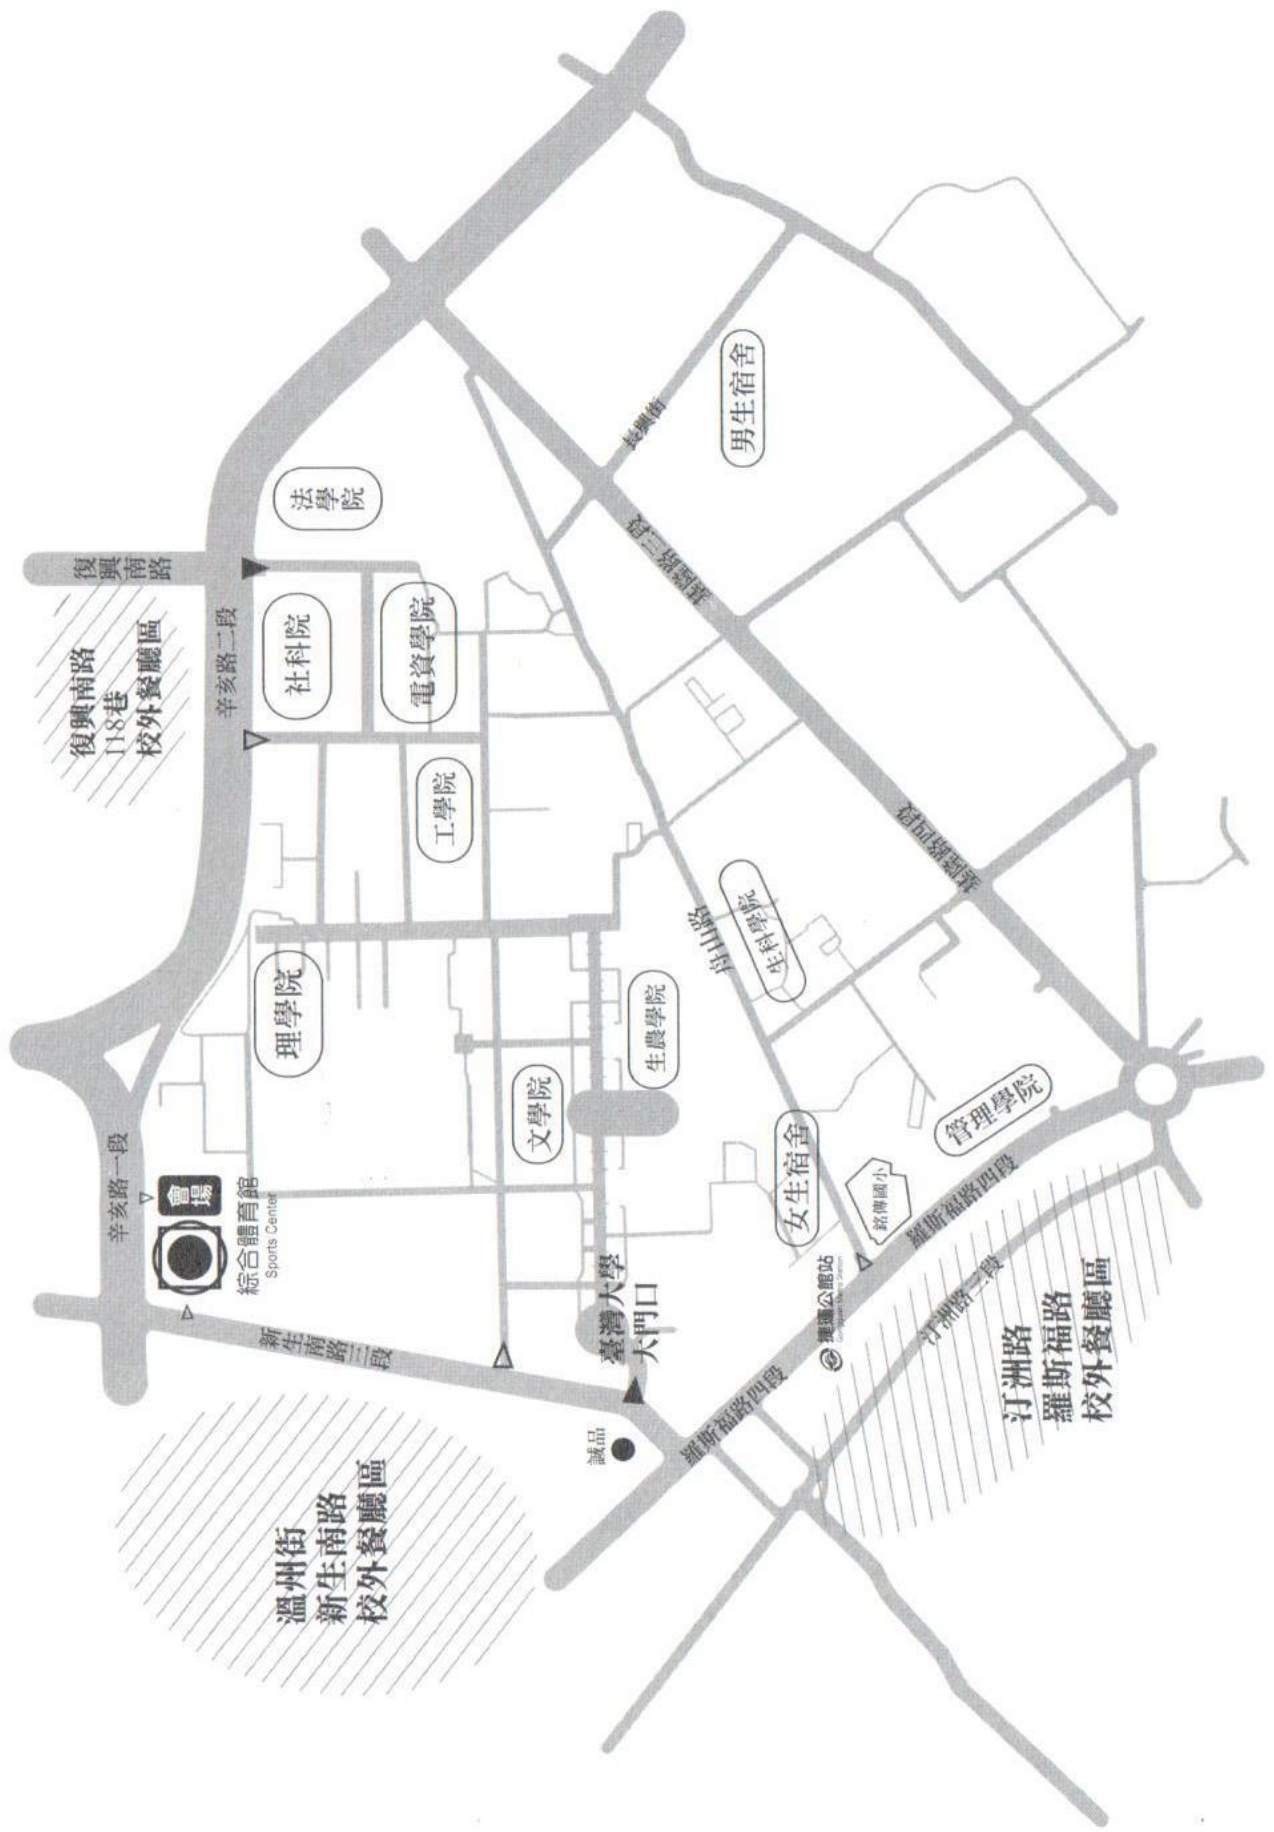 溫州街
新生南路
校外餐廳區
辛亥路一段
會場
綜合體育館
Sports Center
新生南路三段
誠品
臺灣大學
大門口
復興南路
118巷
校外餐廳區
復興南路
辛亥路二段
法學院
社科院
電資學院
工學院
理學院
文學院
生農學院
舟山路
生科學院
女生宿舍
銘傳國小
管理學院
捷運公館站
羅斯福路四段
羅斯福路四段
汀洲路三段
汀洲路
羅斯福路
校外餐廳區
長興街
男生宿舍
基隆路三段
基隆路四段